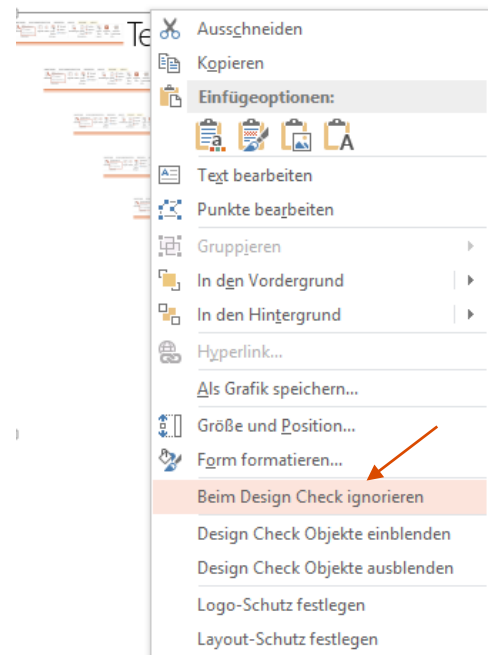 Te
Ausschneiden
Kopieren
Einfügeoptionen:
Text bearbeiten
Punkte bearbeiten
Gruppieren
In den Vordergrund
In den Hintergrund
Hyperlink...
Als Grafik speichern...
Größe und Position...
Form formatieren...
Beim Design Check ignorieren
Design Check Objekte einblenden
Design Check Objekte ausblenden
Logo-Schutz festlegen
Layout-Schutz festlegen